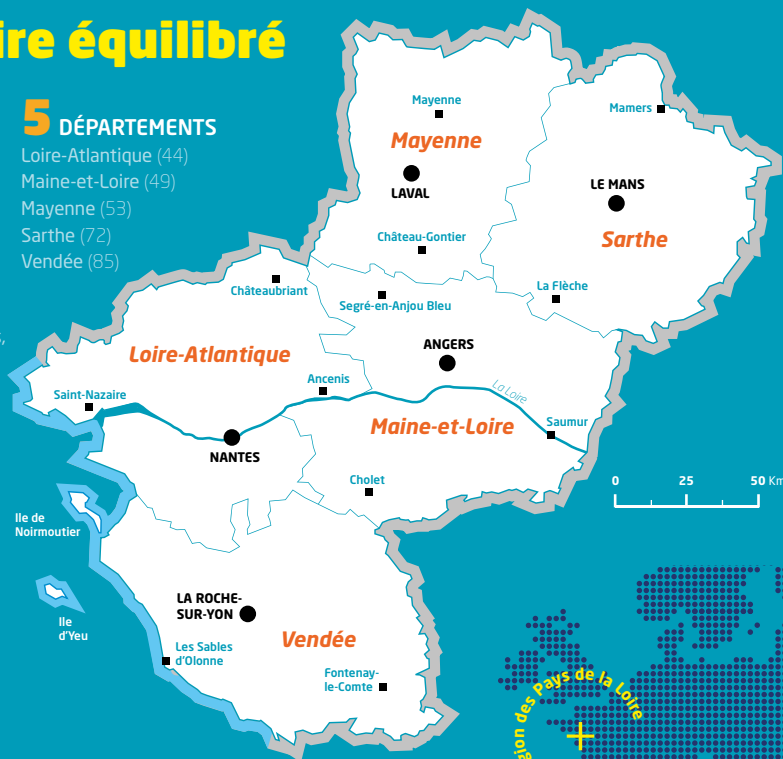 ire équilibré
5 DÉPARTEMENTS
Loire-Atlantique (44)
Maine-et-Loire (49)
Mayenne (53)
Sarthe (72)
Vendée (85)
Mayenne
Mayenne
LAVAL
Château-Gontier
Mamers
LE MANS
Sarthe
La Flèche
Châteaubriant
Segré-en-Anjou Bleu
Loire-Atlantique
ANGERS
Ancenis
La Loire
Saint-Nazaire
Maine-et-Loire
Saumur
NANTES
Cholet
0 25 50 Km
Ile de
Noirmoutier
LA ROCHE-
SUR-YON
Ile
d'Yeu
Vendée
Les Sables
d'Olonne
Fontenay-
le-Comte
gion des Pays de la Loire